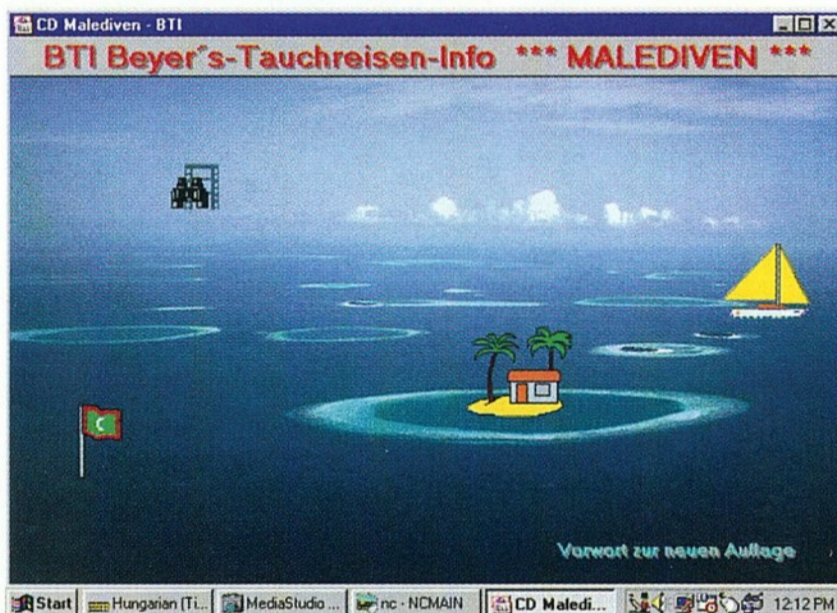 CD Malediven - BTI
BTI Beyer´s-Tauchreisen-Info *** MALEDIVEN ***
Vorwort zur neuen Auflage
Start Hungarian (Ti... MediaStudio ... nc - NCMAIN CD Maledi... 12:12 PM